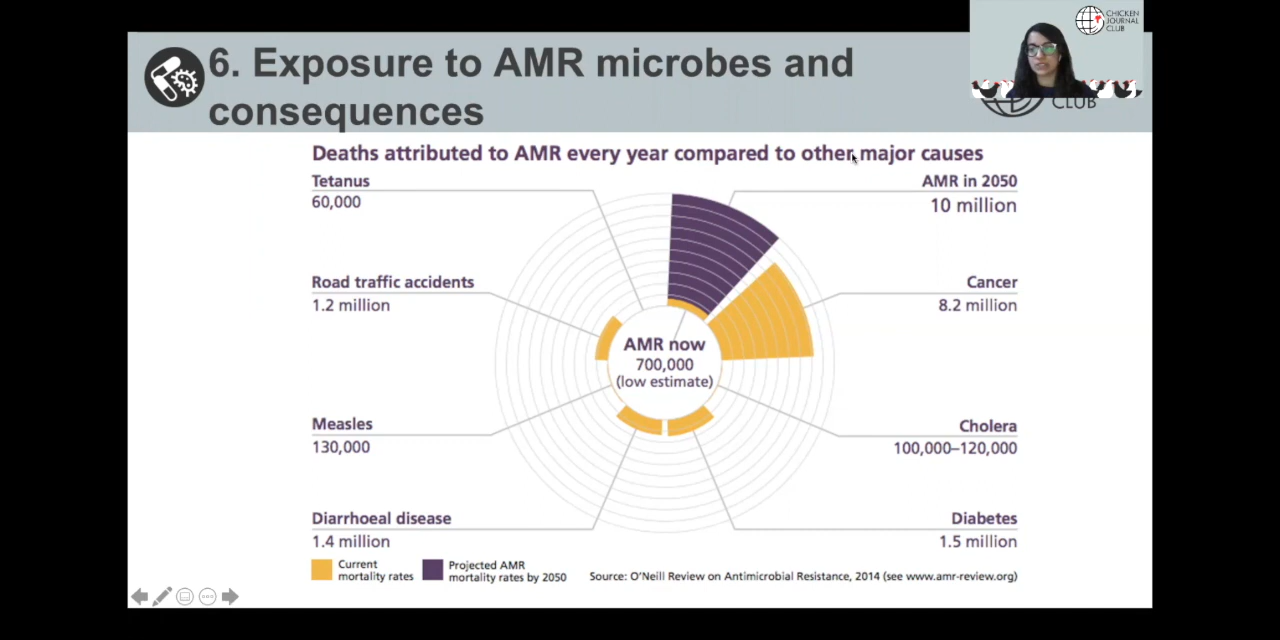 CHICKEN
JOURNAL
CLUB
CLUB
6. Exposure to AMR microbes and
consequences
Deaths attributed to AMR every year compared to other major causes
Tetanus
60,000
AMR in 2050
10 million
Road traffic accidents
1.2 million
Cancer
8.2 million
AMR now
700,000
(low estimate)
Measles
130,000
Cholera
100,000–120,000
Diarrhoeal disease
1.4 million
Diabetes
1.5 million
Current
mortality rates
Projected AMR
mortality rates by 2050
Source: O'Neill Review on Antimicrobial Resistance, 2014 (see www.amr-review.org)